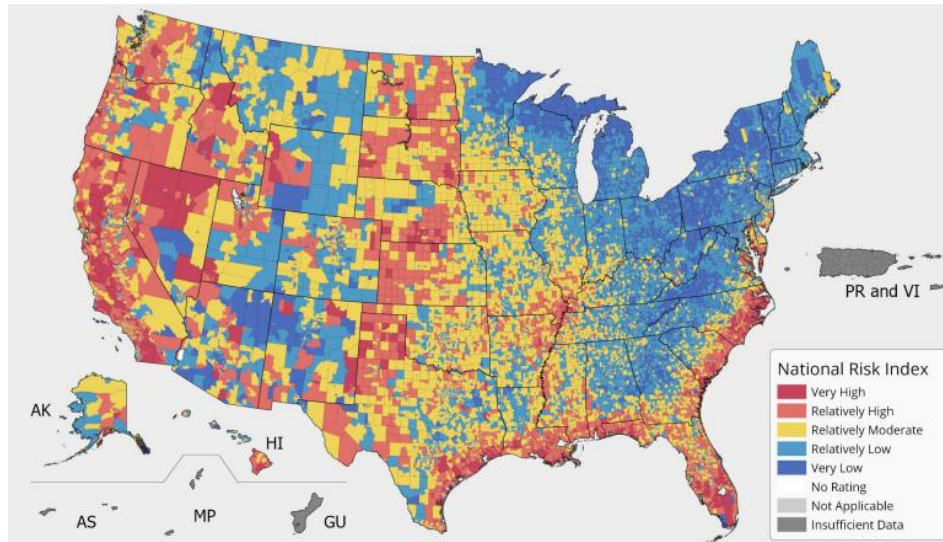 PR and VI
National Risk Index
Very High
Relatively High
Relatively Moderate
Relatively Low
Very Low
No Rating
Not Applicable
Insufficient Data
AK
HI
AS
MP
GU